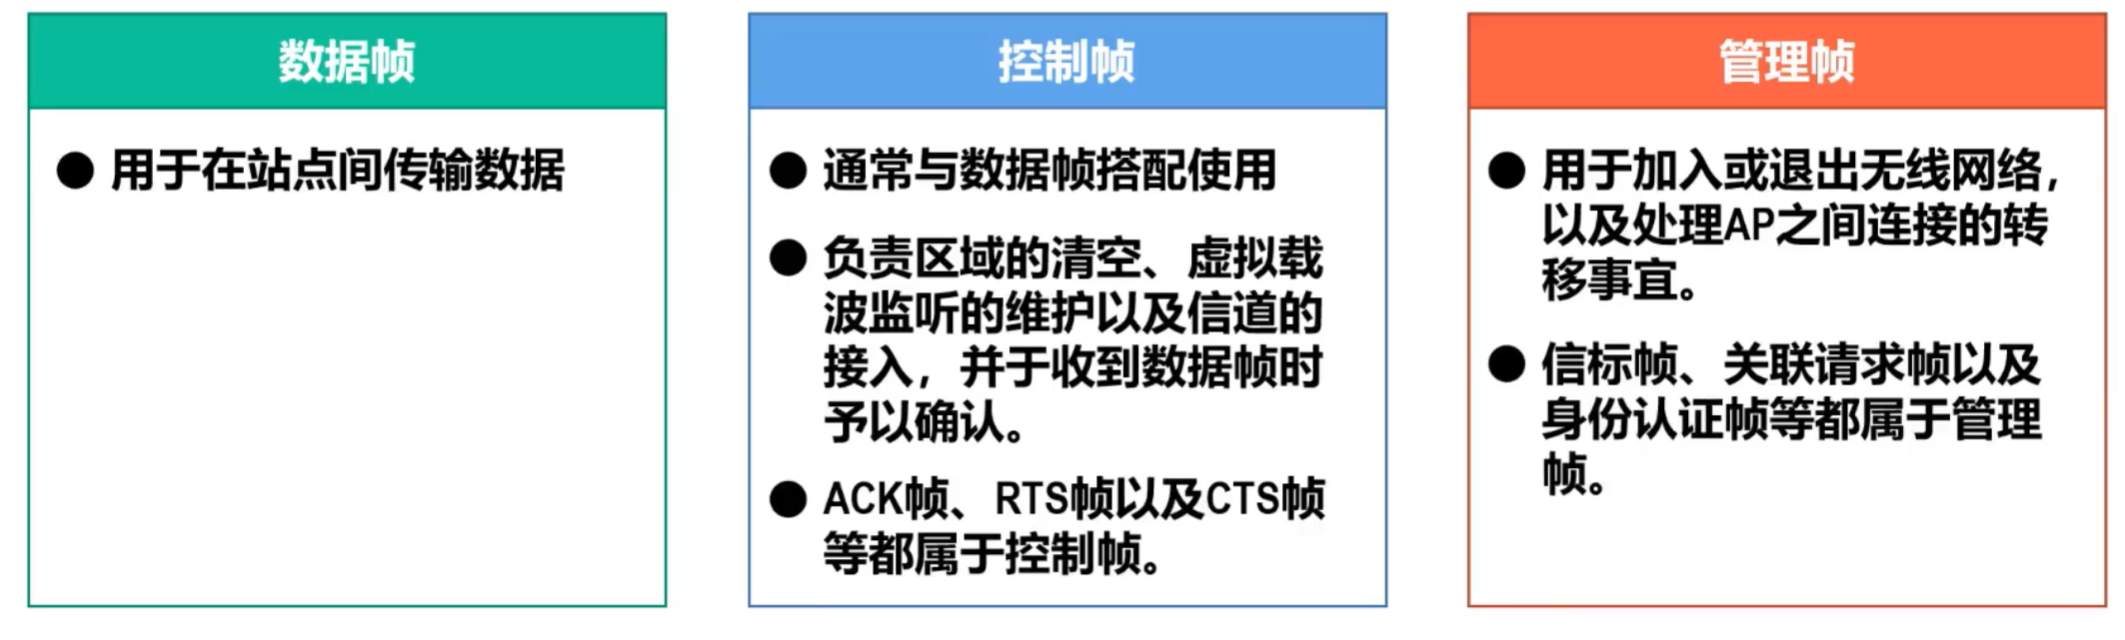 数据帧
● 用于在站点间传输数据
控制帧
● 通常与数据帧搭配使用
● 负责区域的清空、虚拟载
波监听的维护以及信道的
接入，并于收到数据帧时
予以确认。
● ACK帧、RTS帧以及CTS帧
等都属于控制帧。
管理帧
● 用于加入或退出无线网络，
以及处理AP之间连接的转
移事宜。
● 信标帧、关联请求帧以及
身份认证帧等都属于管理
帧。